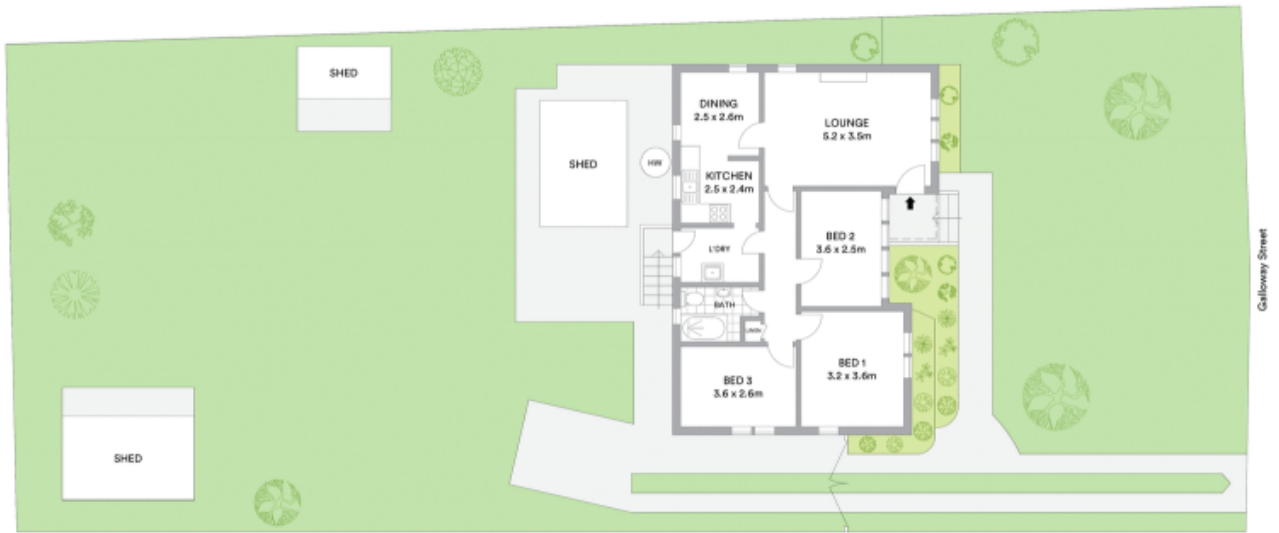 SHED
DINING
2.5 x 2.6m
LOUNGE
5.2 x 3.5m
SHED
HW
KITCHEN
2.5 x 2.4m
BED 2
3.6 x 2.5m
L'DRY
BATH
LINEN
BED 1
3.2 x 3.6m
BED 3
3.6 x 2.6m
SHED
Galloway Street